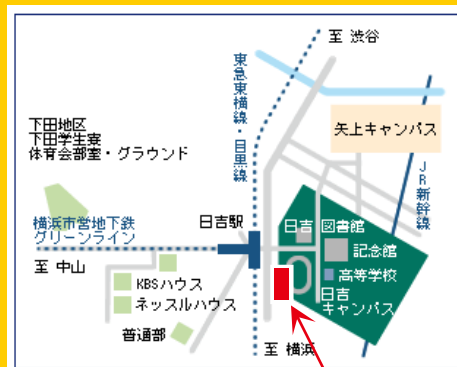 至 渋谷
東急東横線・目黒線
矢上キャンパス
下田地区
下田学生寮
体育会部室・グラウンド
JR新幹線
横浜市営地下鉄
グリーンライン
日吉駅
日吉 図書館
記念館
至 中山
高等学校
KBSハウス
日吉
キャンパス
ネッスルハウス
普通部
至 横浜